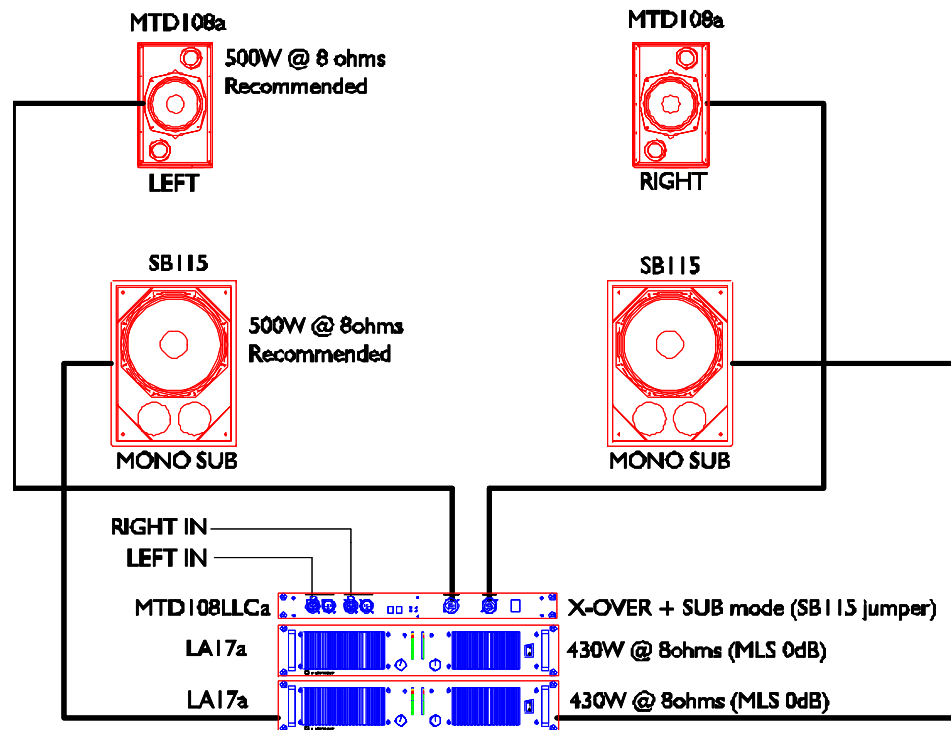 MTD108a
MTD108a
500W @ 8 ohms
Recommended
LEFT
RIGHT
SB115
SB115
500W @ 8ohms
Recommended
MONO SUB
MONO SUB
RIGHT IN
LEFT IN
MTD108LLCa
X-OVER + SUB mode (SB115 jumper)
LA17a
430W @ 8ohms (MLS 0dB)
LA17a
430W @ 8ohms (MLS 0dB)